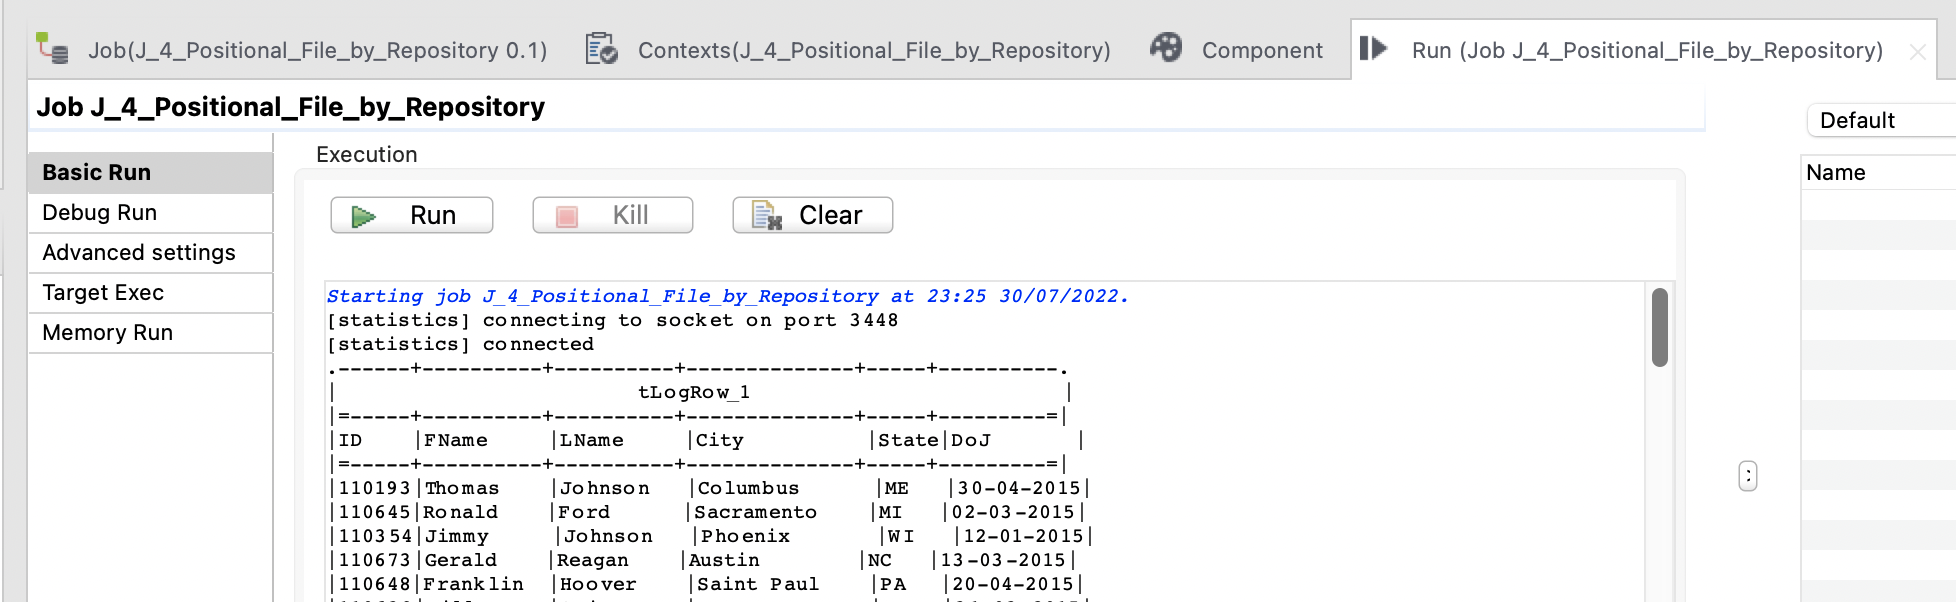 Job(J_4_Positional_File_by_Repository 0.1) Contexts(J_4_Positional_File_by_Repository) Component Run (Job J_4_Positional_File_by_Repository)
Job J_4_Positional_File_by_Repository
Default
Execution
Basic Run
Name
Debug Run
Run Kill Clear
Advanced settings
Target Exec
Memory Run
Starting job J_4_Positional_File_by_Repository at 23:25 30/07/2022.
[statistics] connecting to socket on port 3448
[statistics] connected
.------+----------+----------+--------------+-----+----------.
| tLogRow_1 |
|=-----+----------+----------+--------------+-----+---------=|
|ID |FName |LName |City |State|DoJ |
|=-----+----------+----------+--------------+-----+---------=|
|110193|Thomas |Johnson |Columbus |ME |30-04-2015|
|110645|Ronald |Ford |Sacramento |MI |02-03-2015|
|110354|Jimmy |Johnson |Phoenix |WI |12-01-2015|
|110673|Gerald |Reagan |Austin |NC |13-03-2015|
|110648|Franklin |Hoover |Saint Paul |PA |20-04-2015|